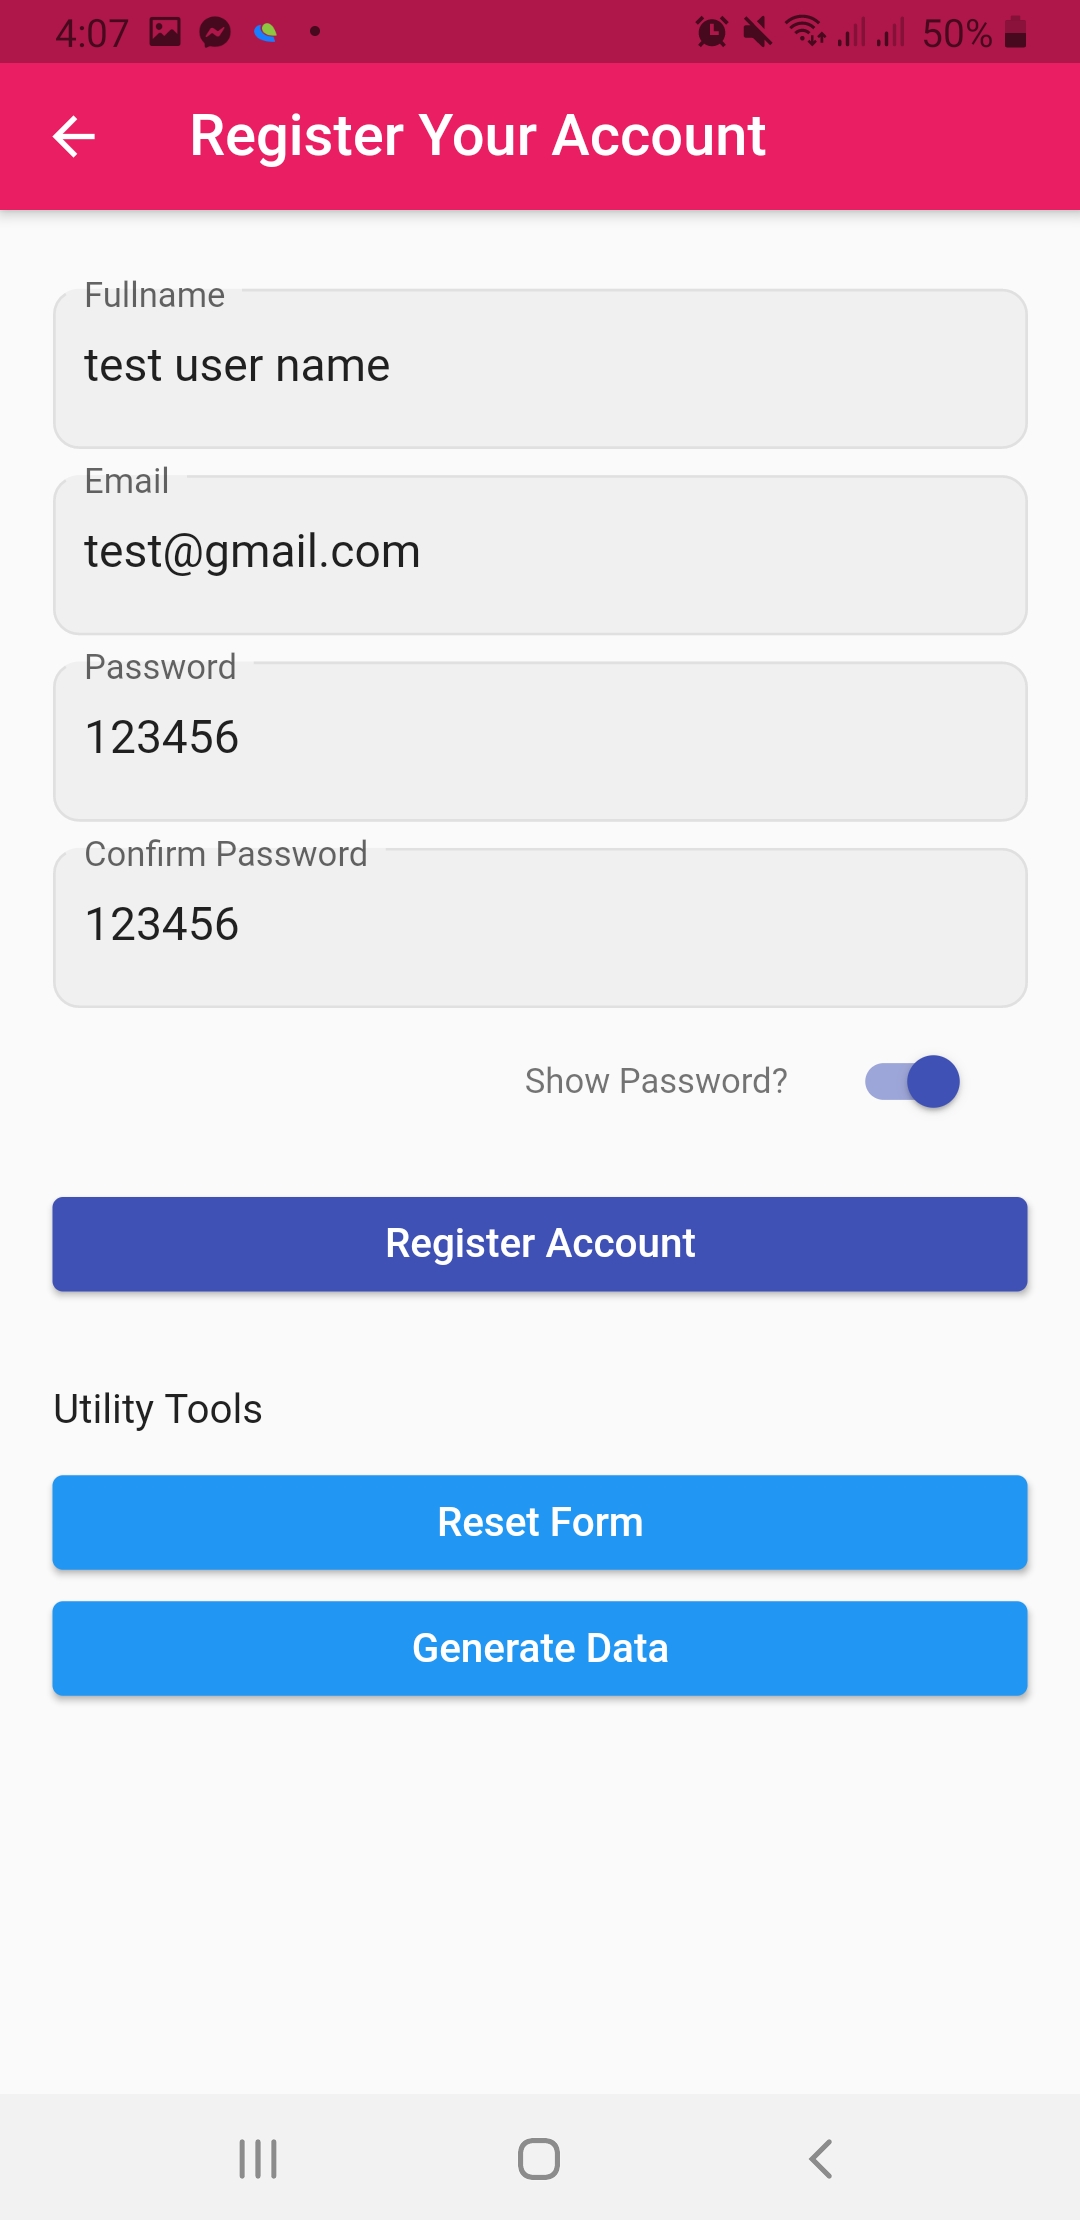 4:07 50%
Register Your Account
Fullname
test user name
Email
test@gmail.com
Password
123456
Confirm Password
123456
Show Password?
Register Account
Utility Tools
Reset Form
Generate Data